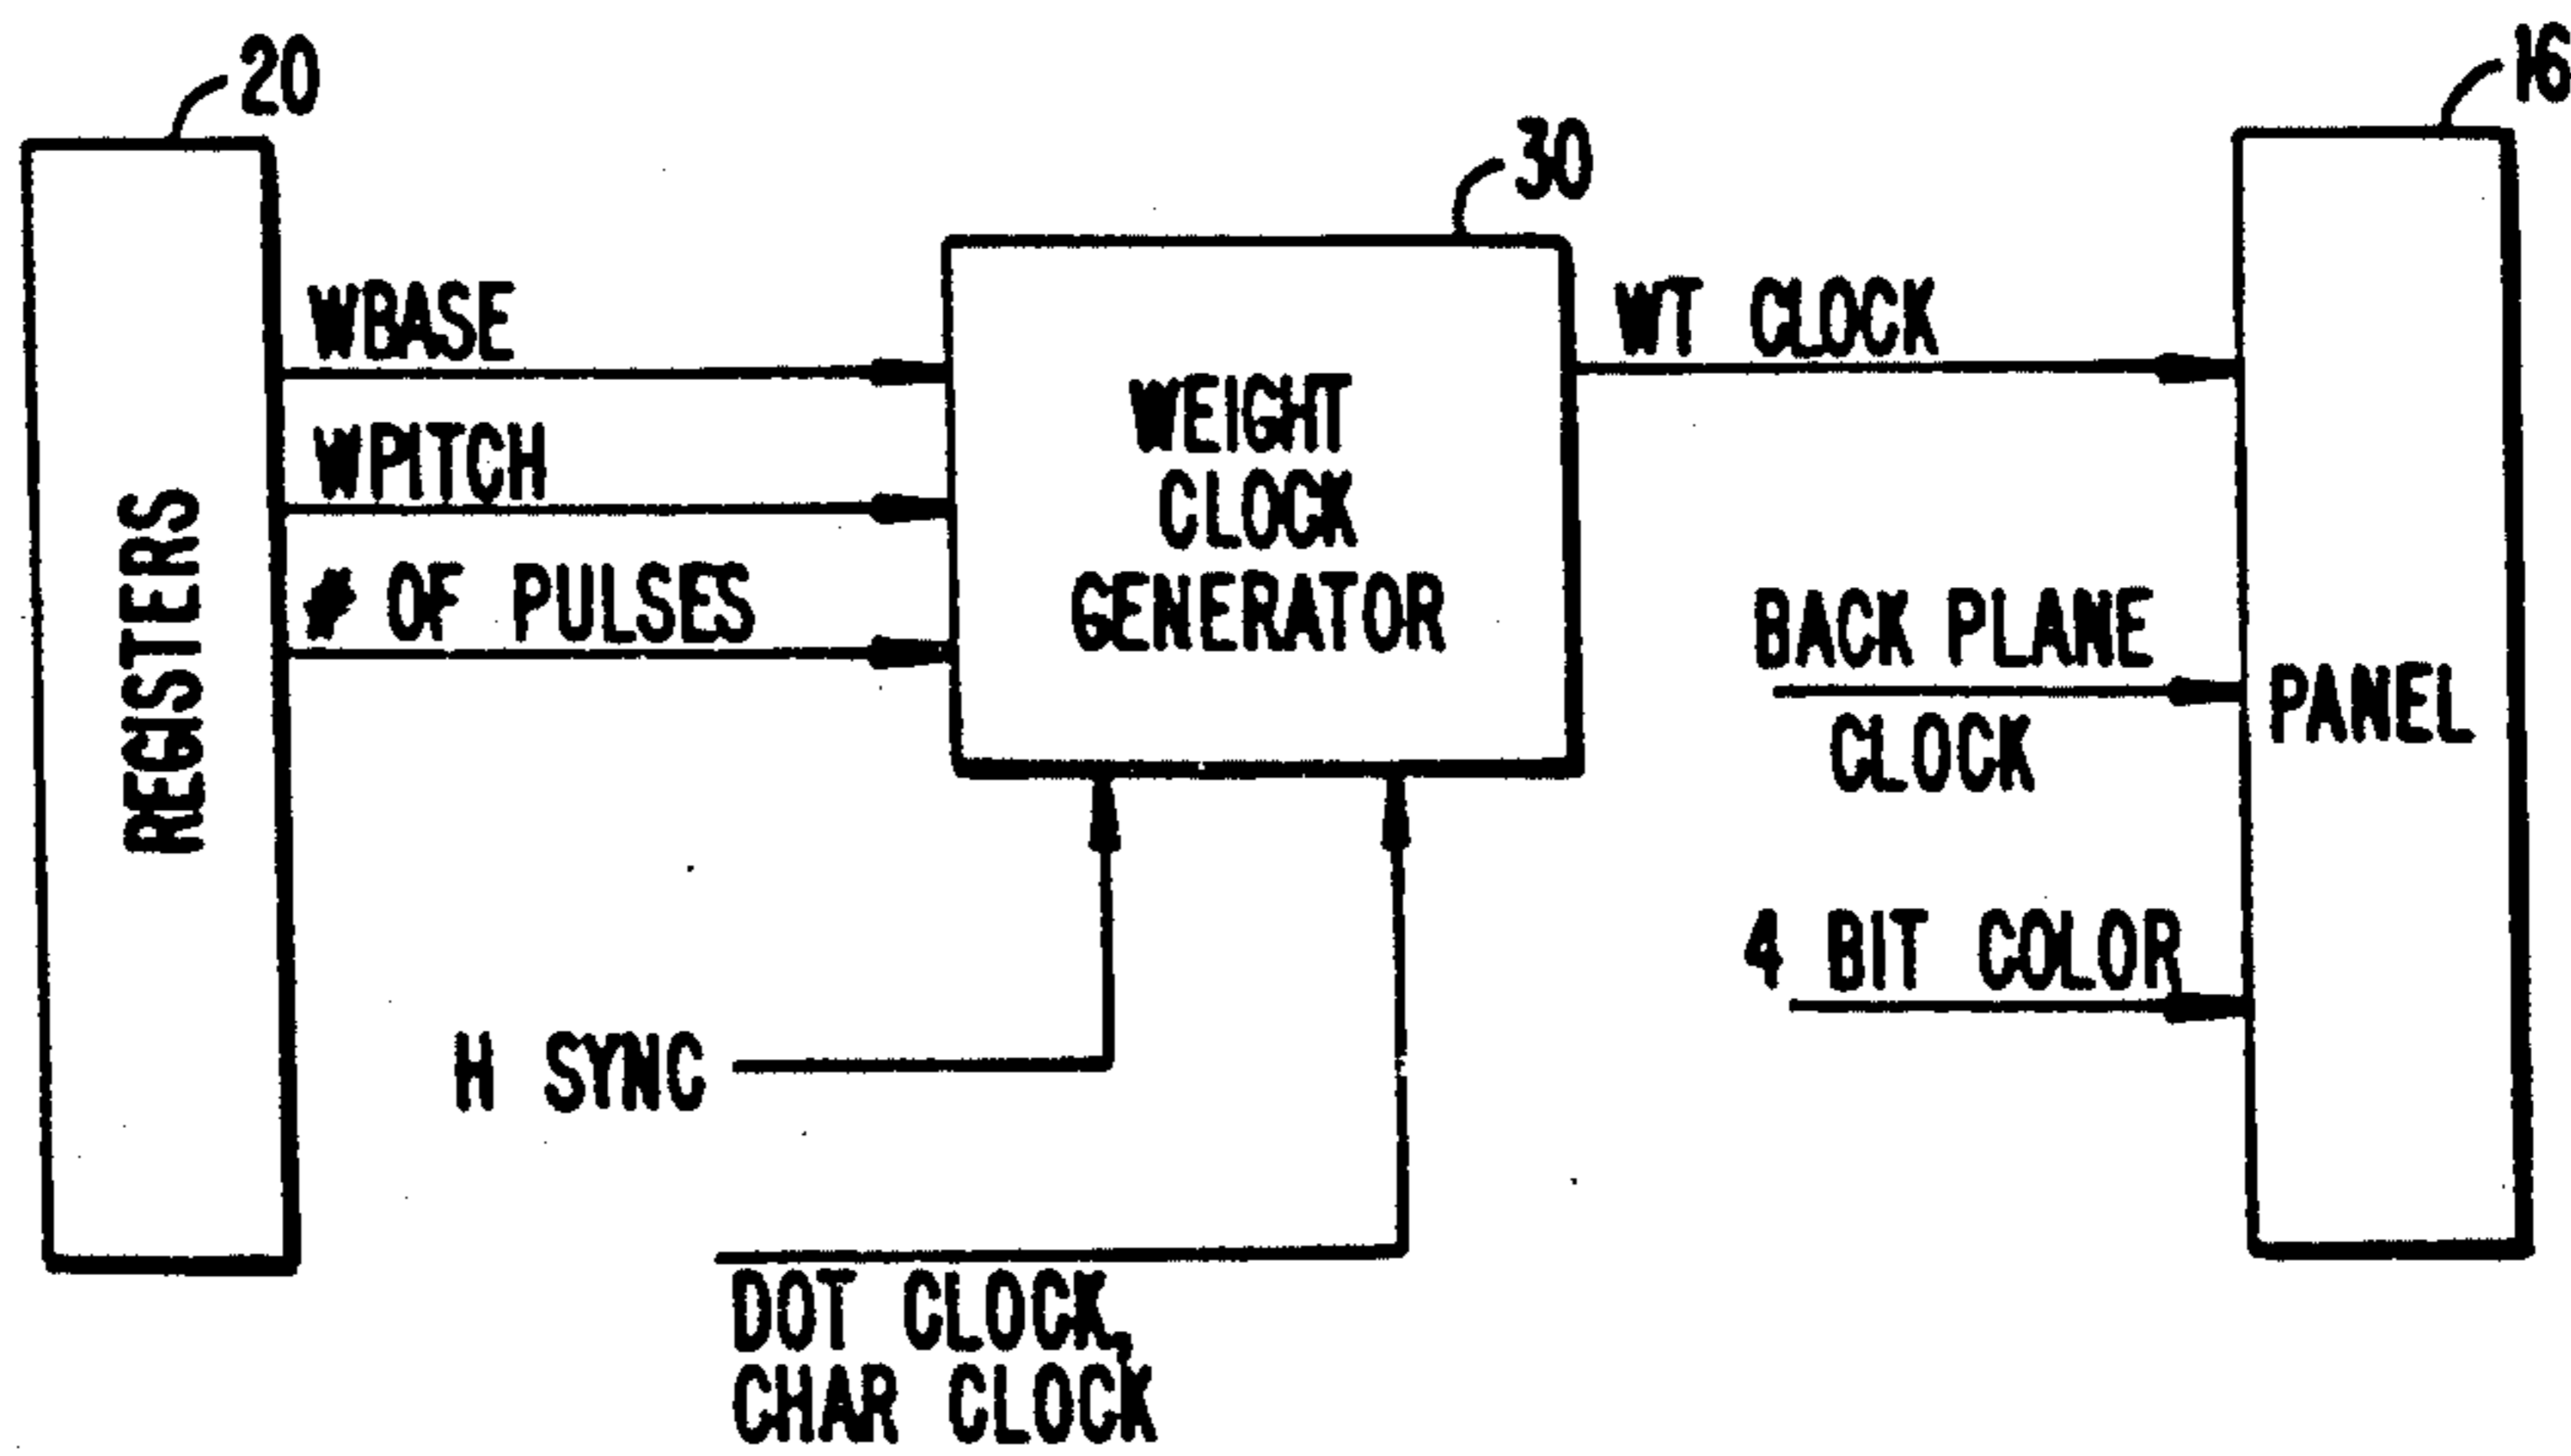 20
30
16
REGISTERS
WBASE
WPITCH
# OF PULSES
WEIGHT
CLOCK
GENERATOR
WT CLOCK
BACK PLANE
CLOCK
4 BIT COLOR
PANEL
H SYNC
DOT CLOCK,
CHAR CLOCK